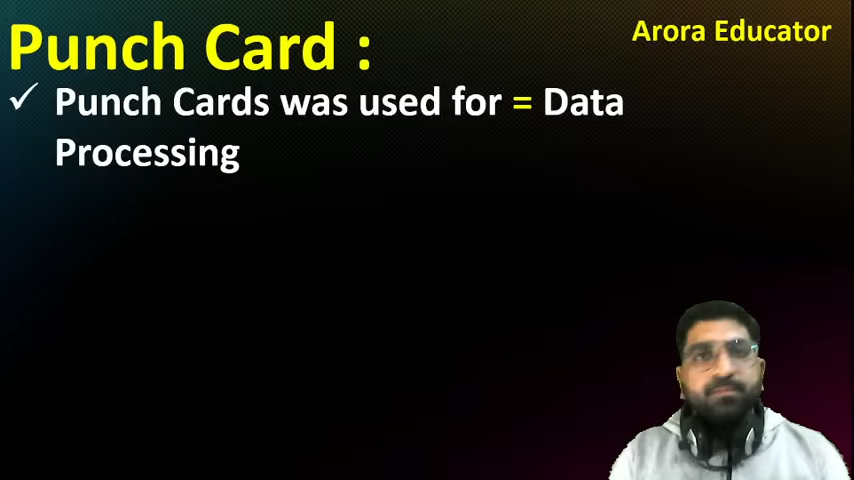 Punch Card :
Arora Educator
✓ Punch Cards was used for = Data
Processing